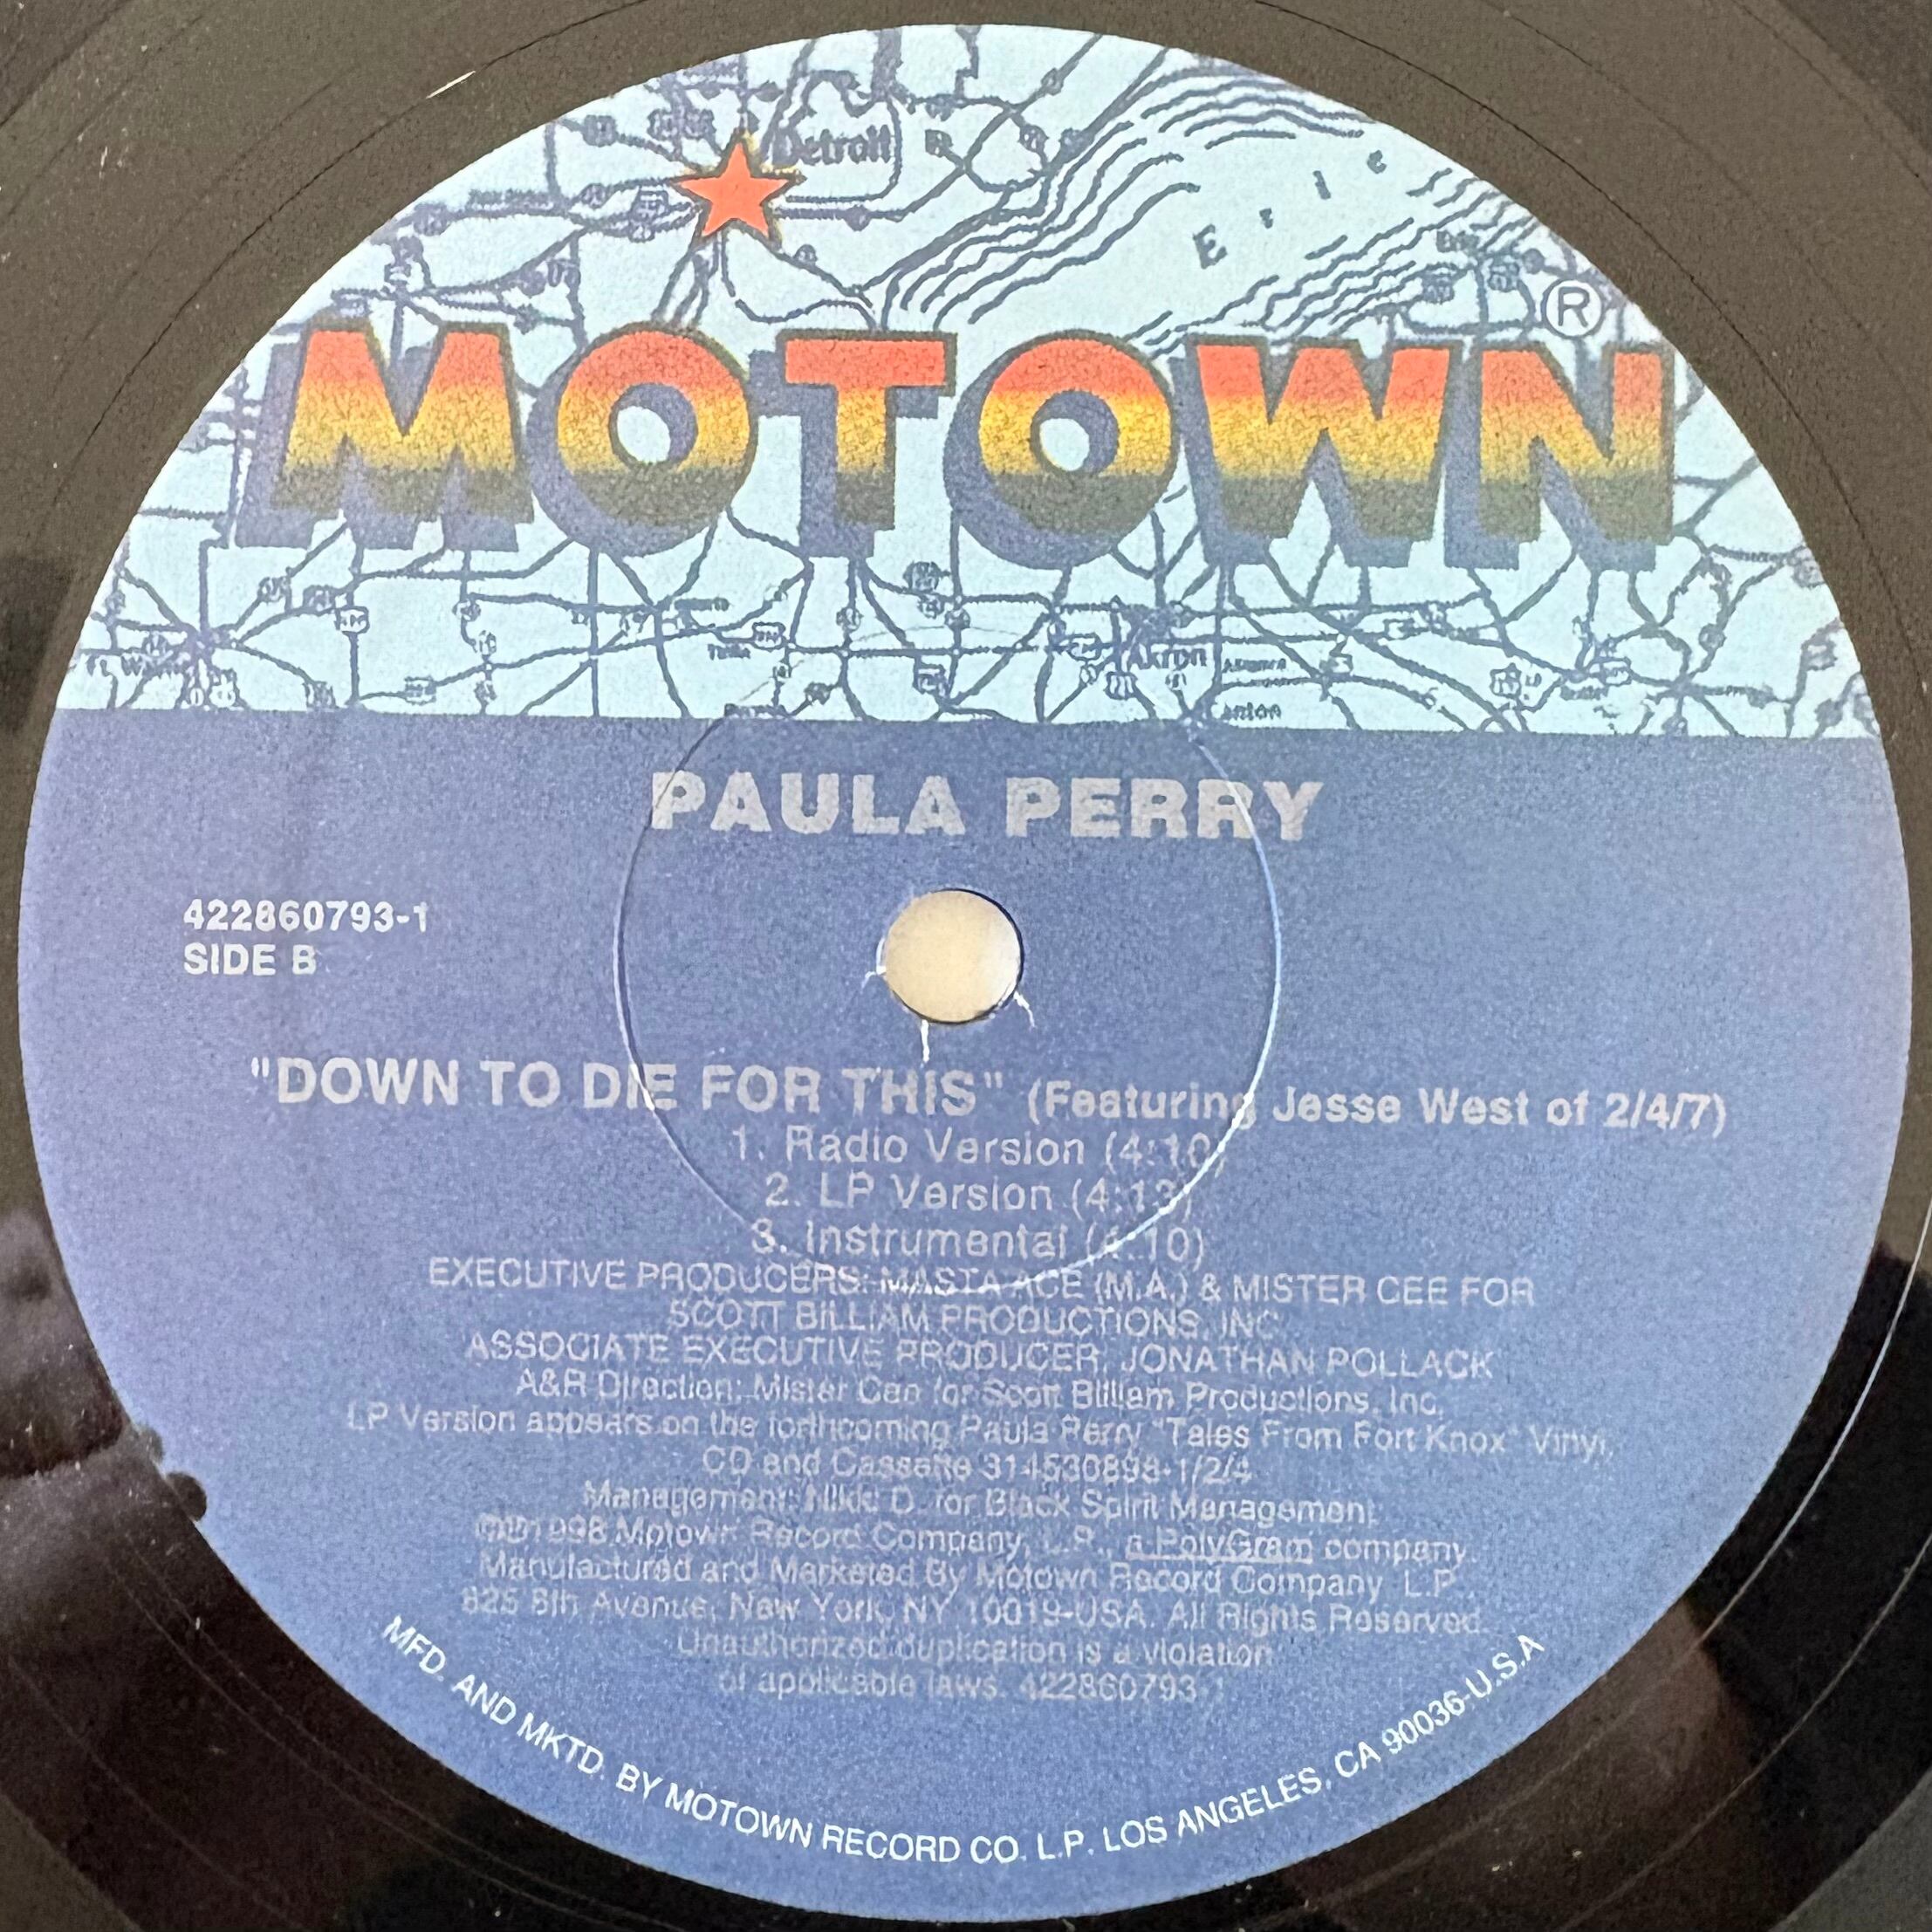 Detroit
Erie
MOTOWN®
Akron
PAULA PERRY
422860793-1
SIDE B
"DOWN TO DIE FOR THIS" (Featuring Jesse West of 2/4/7)
1. Radio Version (4:10)
2. LP Version (4:13)
3. Instrumental (4:10)
EXECUTIVE PRODUCERS: MASTA ACE (M.A.) & MISTER CEE FOR
SCOTT BILLIAM PRODUCTIONS, INC.
ASSOCIATE EXECUTIVE PRODUCER: JONATHAN POLLACK
A&R Direction: Mister Cee for Scott Billiam Productions, Inc.
LP Version appears on the forthcoming Paula Perry "Tales From Fort Knox" Vinyl,
CD and Cassette 314530898-1/2/4
Management: Nikki D. for Black Spirit Management
℗©1998 Motown Record Company, L.P., a PolyGram company.
Manufactured and Marketed By Motown Record Company, L.P.,
825 8th Avenue, New York, NY 10019-USA. All Rights Reserved.
Unauthorized duplication is a violation
of applicable laws. 422860793-1
MFD. AND MKTD. BY MOTOWN RECORD CO. L.P. LOS ANGELES, CA 90036-U.S.A